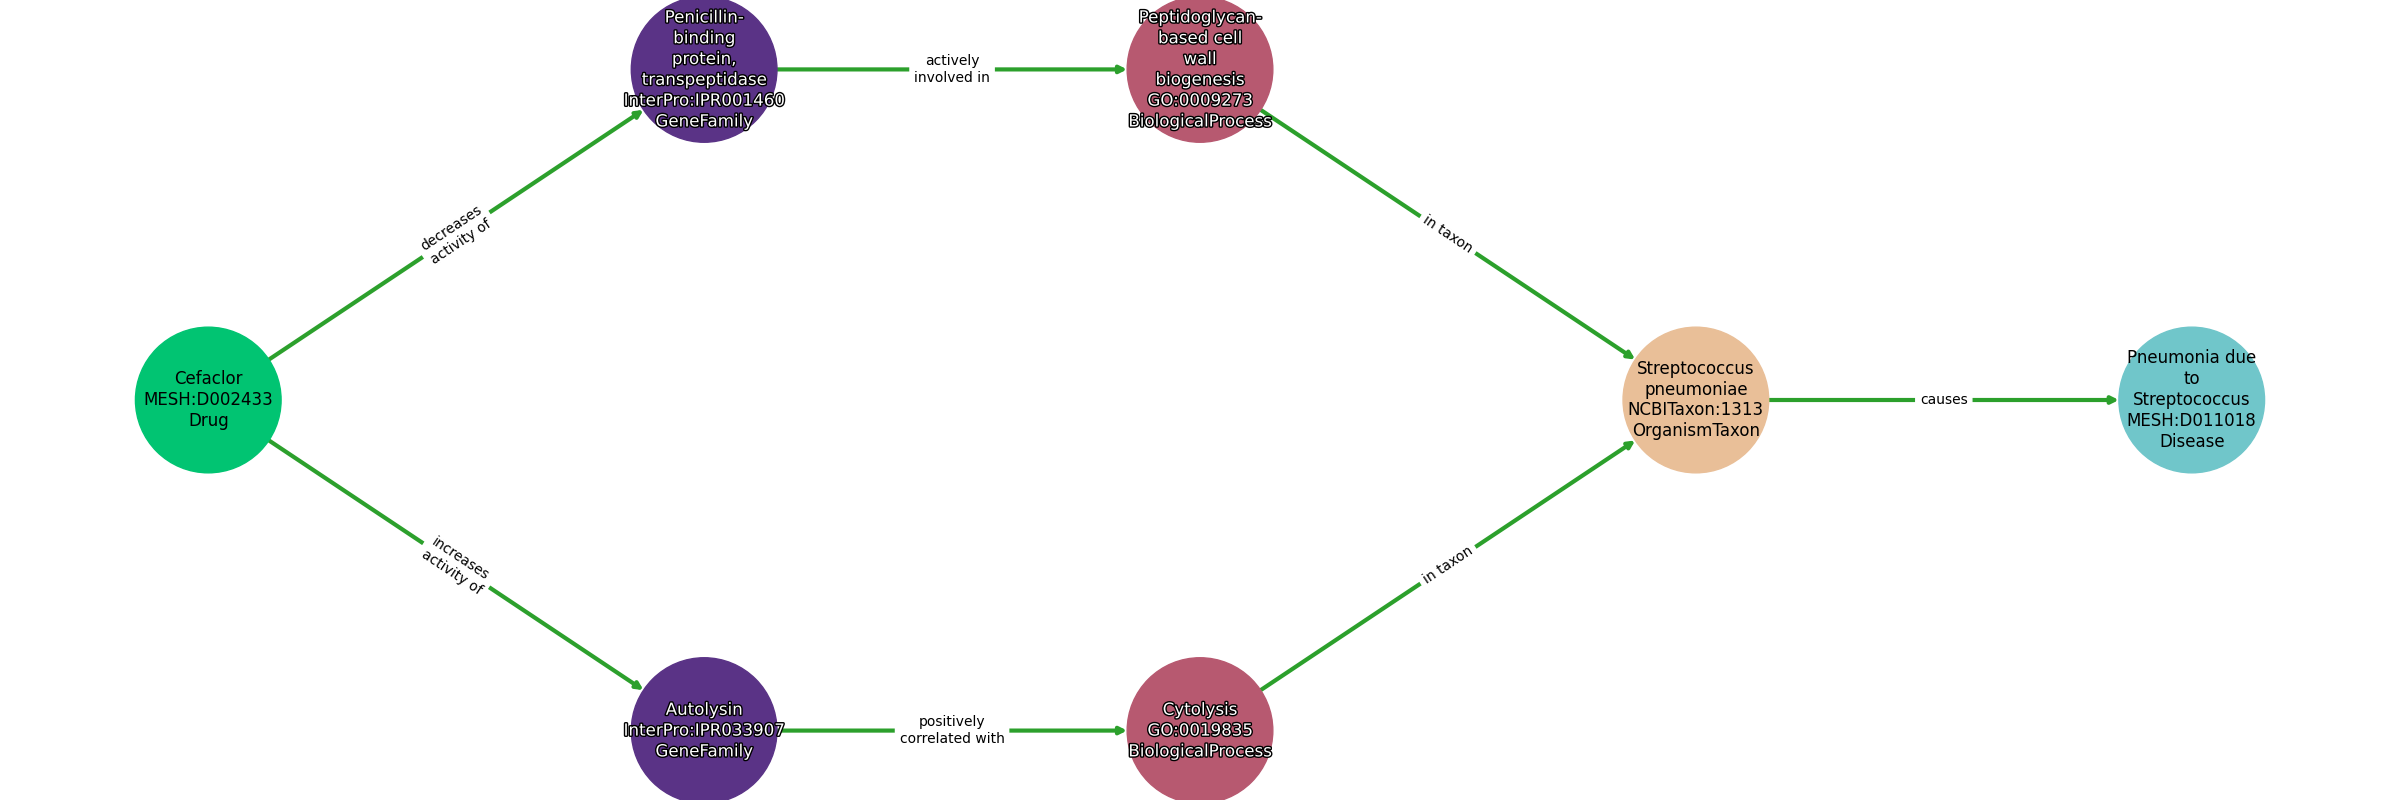 Penicillin-
binding
protein,
transpeptidase
InterPro:IPR001460
GeneFamily
actively
involved in
Peptidoglycan-
based cell
wall
biogenesis
GO:0009273
BiologicalProcess
decreases
activity of
in taxon
Cefaclor
MESH:D002433
Drug
Streptococcus
pneumoniae
NCBITaxon:1313
OrganismTaxon
causes
Pneumonia due
to
Streptococcus
MESH:D011018
Disease
increases
activity of
in taxon
Autolysin
InterPro:IPR033907
GeneFamily
positively
correlated with
Cytolysis
GO:0019835
BiologicalProcess